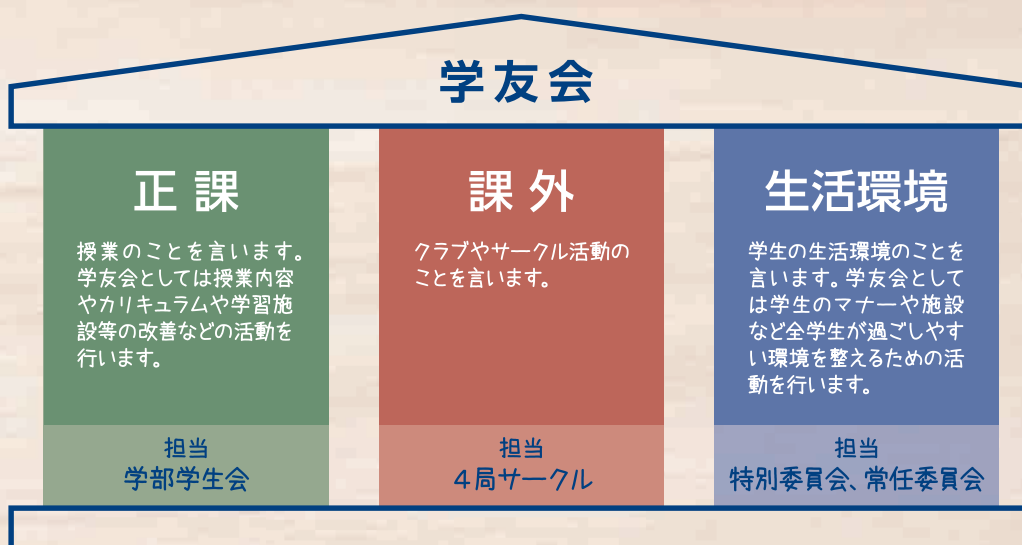 学友会
正課
授業のことを言います。
学友会としては授業内容
やカリキュラムや学習施
設等の改善などの活動を
行います。
担当
学部学生会
課外
クラブやサークル活動の
ことを言います。
担当
4局サークル
生活環境
学生の生活環境のことを
言います。学友会として
は学生のマナーや施設
など全学生が過ごしやす
い環境を整えるための活
動を行います。
担当
特別委員会、常任委員会